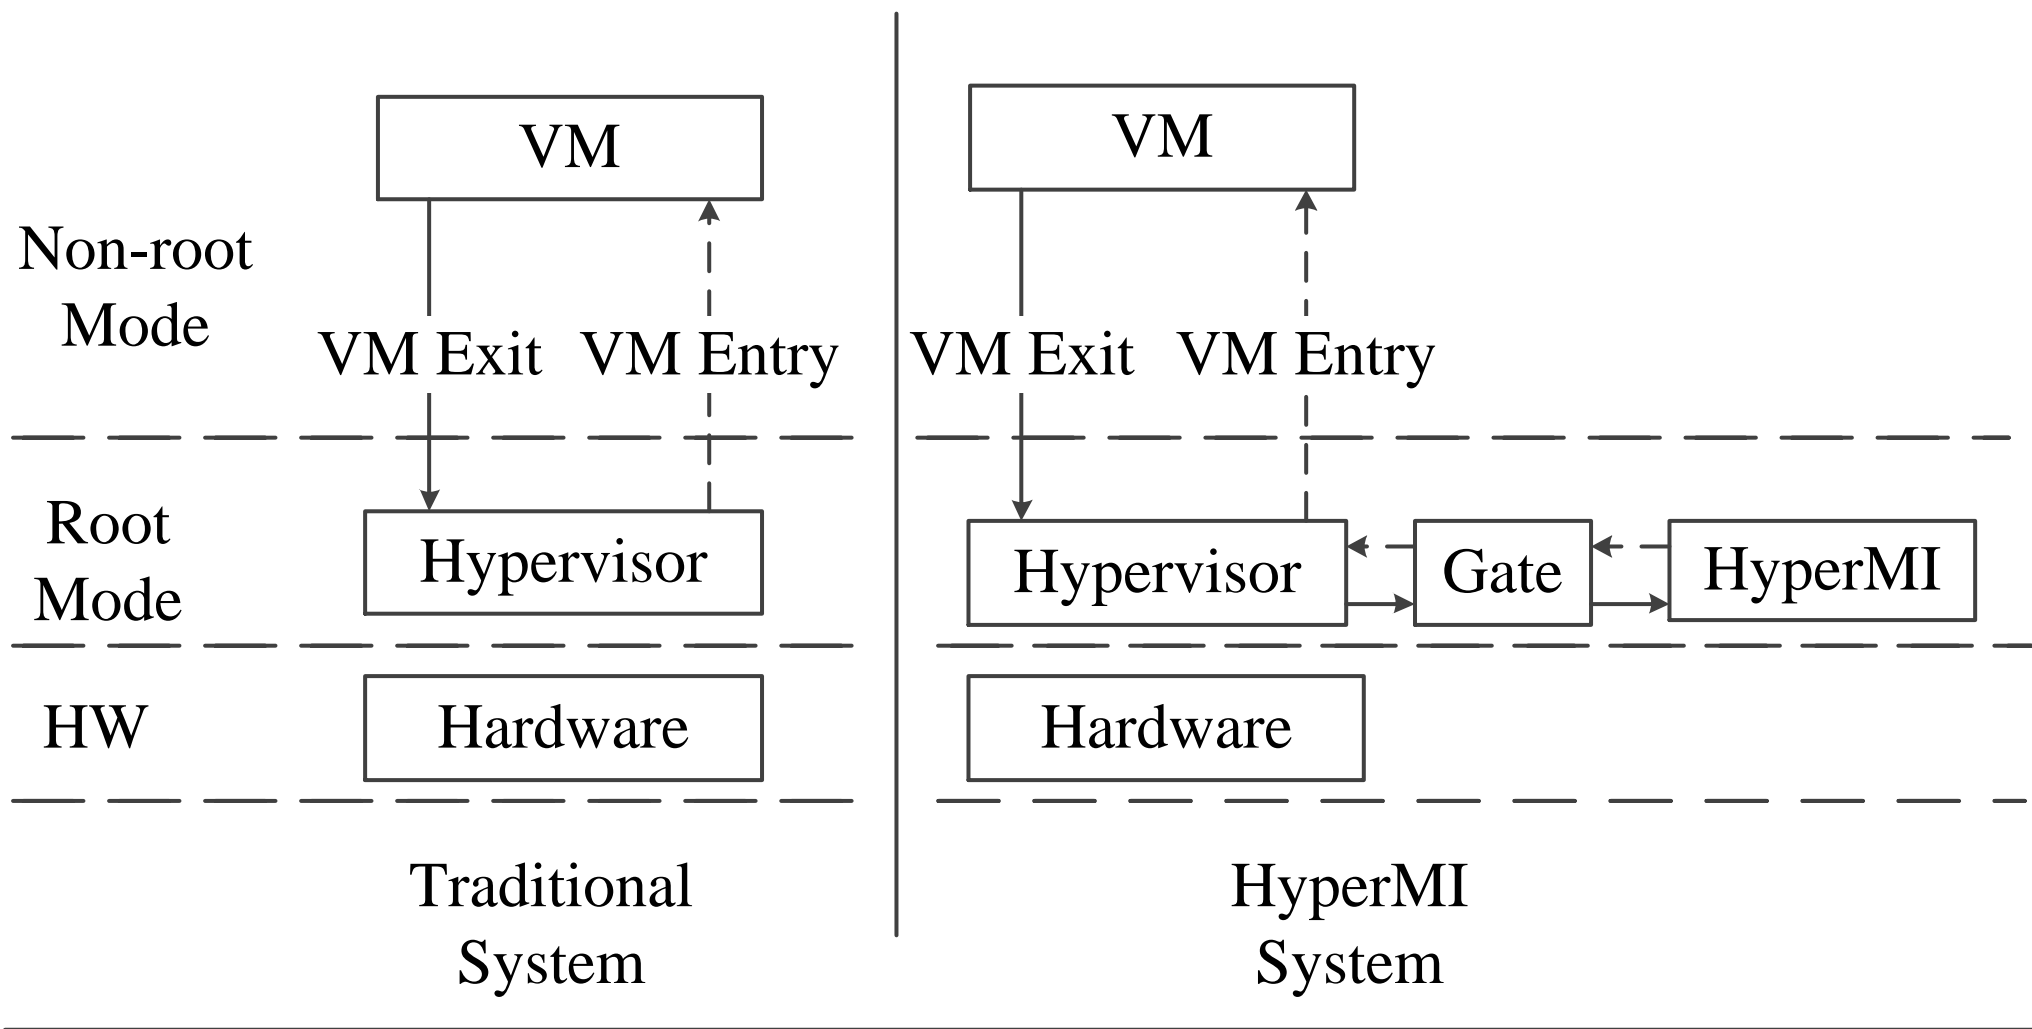 VM
VM
Non-root
Mode
VM Exit
VM Entry
VM Exit
VM Entry
Root
Mode
Hypervisor
Hypervisor
Gate
HyperMI
HW
Hardware
Hardware
Traditional
System
HyperMI
System